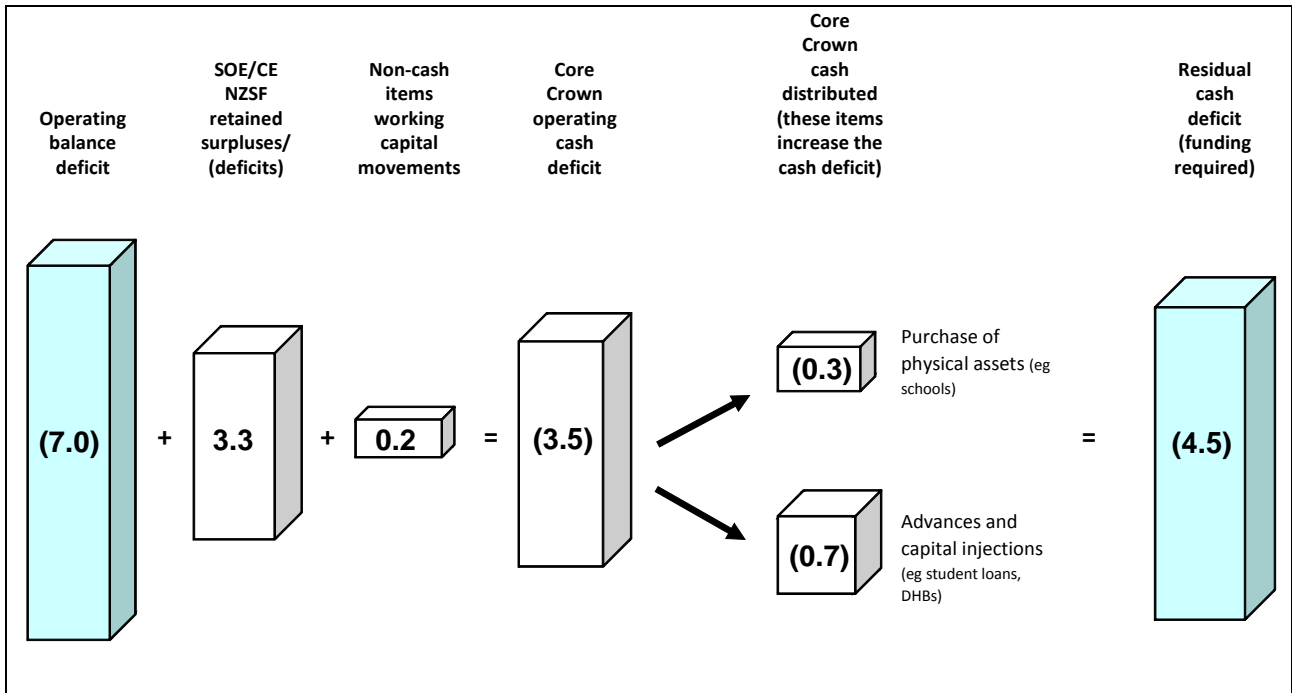 Operating
balance
deficit
SOE/CE
NZSF
retained
surpluses/
(deficits)
Non-cash
items
working
capital
movements
Core
Crown
operating
cash
deficit
Core
Crown
cash
distributed
(these items
increase the
cash deficit)
Residual
cash
deficit
(funding
required)
(7.0)
+
3.3
+
0.2
=
(3.5)
(0.3)
Purchase of
physical assets (eg
schools)
(0.7)
Advances and
capital injections
(eg student loans,
DHBs)
=
(4.5)